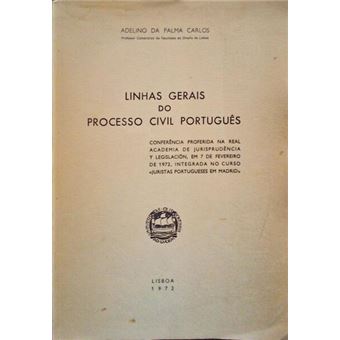 ADELINO DA PALMA CARLOS
Professor Catedrático da Faculdade de Direito de Lisboa
LINHAS GERAIS
DO
PROCESSO CIVIL PORTUGUÊS
CONFERÊNCIA PROFERIDA NA REAL
ACADEMIA DE JURISPRUDÊNCIA
Y LEGISLACIÓN, EM 7 DE FEVEREIRO
DE 1972, INTEGRADA NO CURSO
«JURISTAS PORTUGUESES EM MADRID»
LISBOA
1972